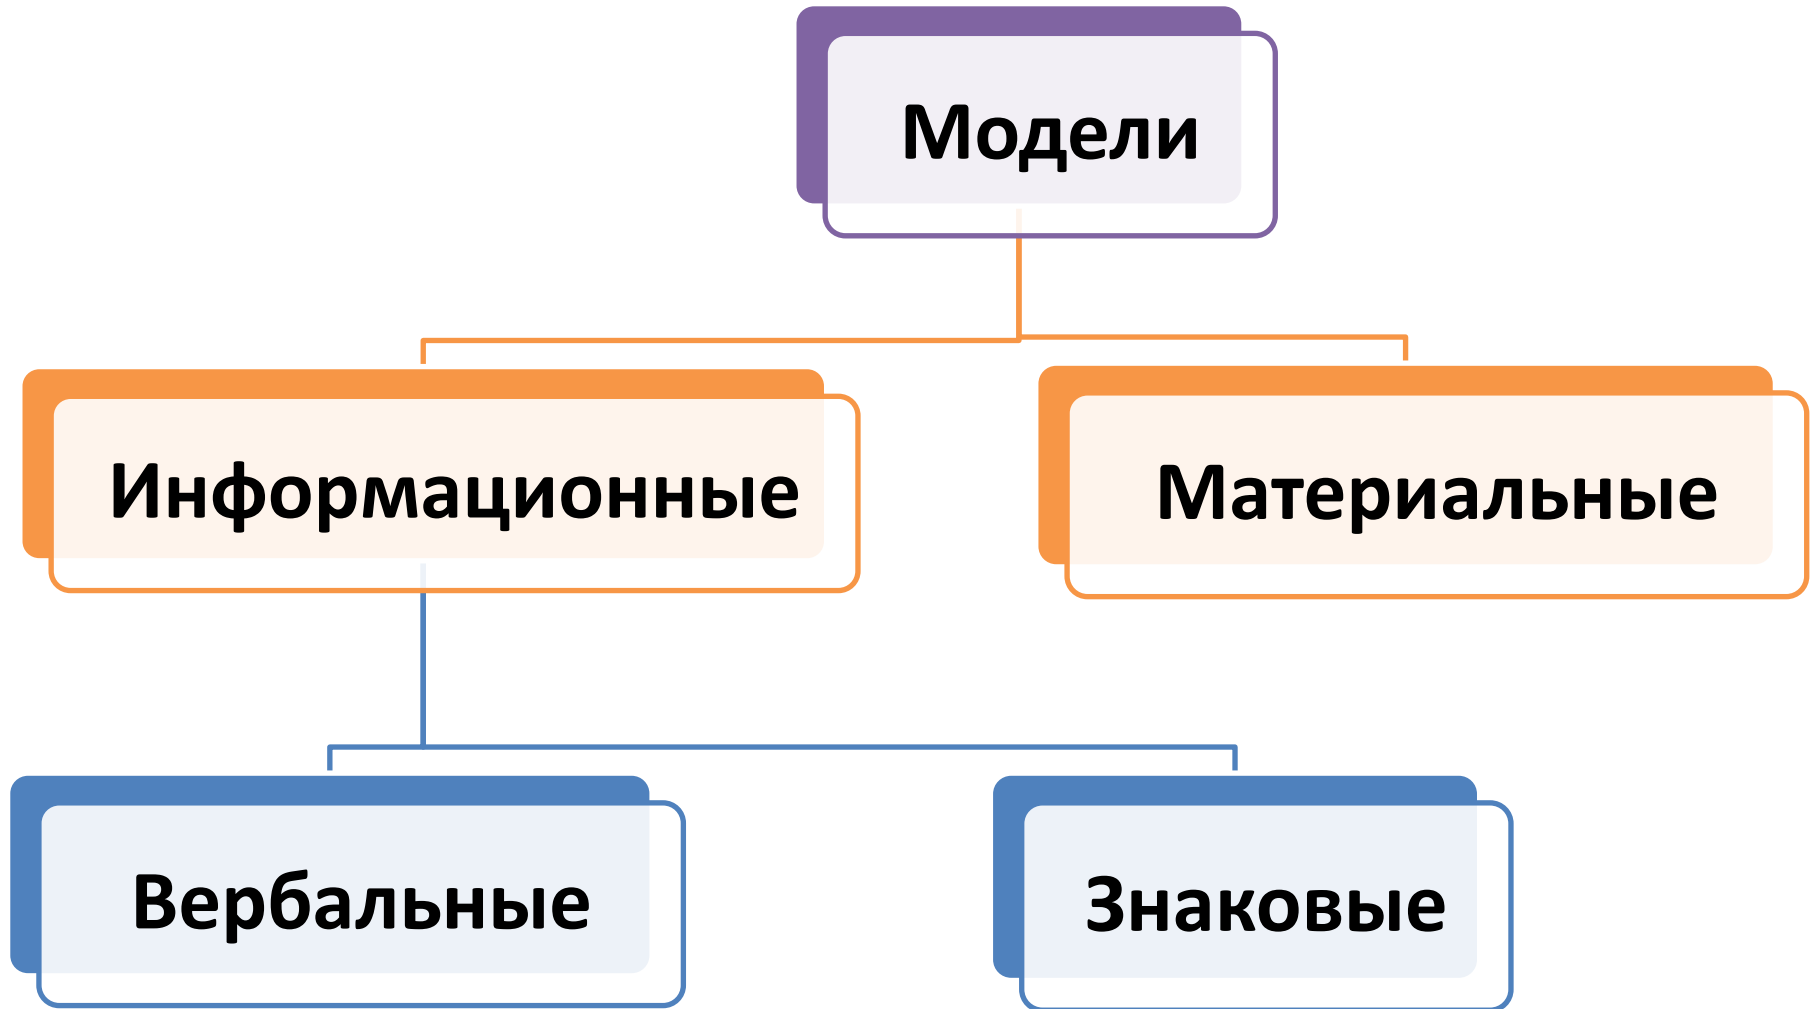 Модели
Информационные
Материальные
Вербальные
Знаковые